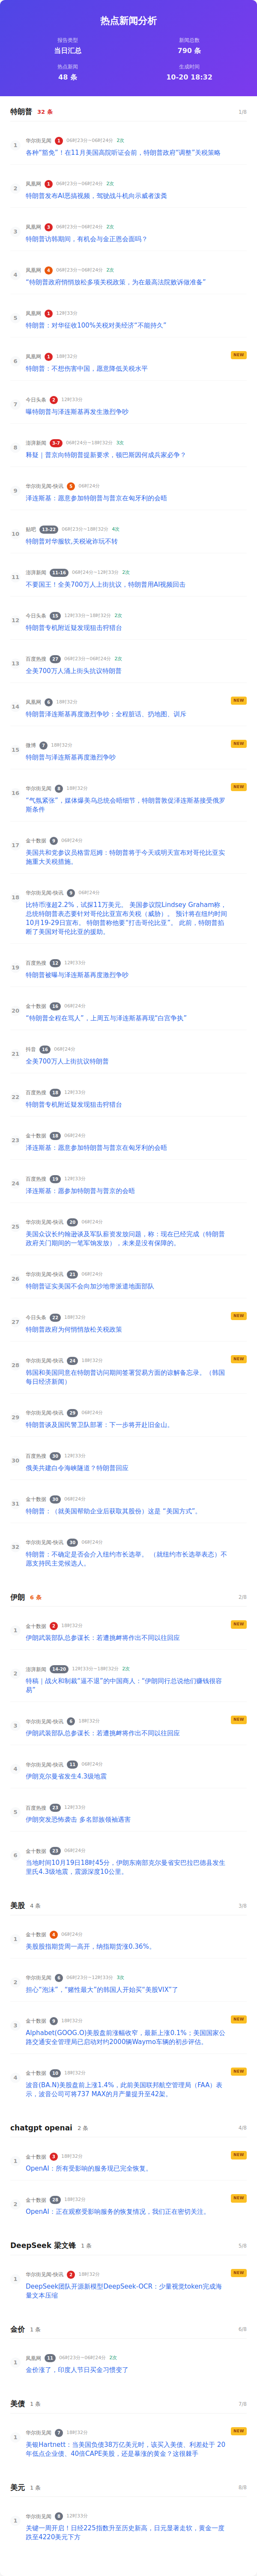 热点新闻分析
报告类型
当日汇总
新闻总数
790 条
热点新闻
48 条
生成时间
10-20 18:32
特朗普 32 条 1/8
1 华尔街见闻 1 06时23分~06时24分 2次
各种“豁免”！在11月美国高院听证会前，特朗普政府“调整”关税策略
2 凤凰网 1 06时23分~06时24分 2次
特朗普发布AI恶搞视频，驾驶战斗机向示威者泼粪
3 凤凰网 3 06时23分~06时24分 2次
特朗普访韩期间，有机会与金正恩会面吗？
4 凤凰网 4 06时23分~06时24分 2次
“特朗普政府悄悄放松多项关税政策，为在最高法院败诉做准备”
5 凤凰网 1 12时33分
特朗普：对华征收100%关税对美经济“不能持久”
6 凤凰网 1 18时32分 NEW
特朗普：不想伤害中国，愿意降低关税水平
7 今日头条 2 12时33分
曝特朗普与泽连斯基再发生激烈争吵
8 澎湃新闻 3-7 06时24分~18时32分 3次
释疑｜普京向特朗普提新要求，顿巴斯因何成兵家必争？
9 华尔街见闻-快讯 5 06时24分
泽连斯基：愿意参加特朗普与普京在匈牙利的会晤
10 贴吧 13-22 06时23分~18时32分 4次
特朗普对华服软,关税讹诈玩不转
11 澎湃新闻 11-16 06时24分~12时33分 2次
不要国王！全美700万人上街抗议，特朗普用AI视频回击
12 今日头条 15 12时33分~18时32分 2次
特朗普专机附近疑发现狙击狩猎台
13 百度热搜 27 06时23分~06时24分 2次
全美700万人涌上街头抗议特朗普
14 凤凰网 6 18时32分 NEW
特朗普泽连斯基再度激烈争吵：全程脏话、扔地图、训斥
15 微博 7 18时32分 NEW
特朗普与泽连斯基再度激烈争吵
16 华尔街见闻 8 18时32分 NEW
“气氛紧张”，媒体爆美乌总统会晤细节，特朗普敦促泽连斯基接受俄罗
斯条件
17 金十数据 9 06时24分
美国共和党参议员格雷厄姆：特朗普将于今天或明天宣布对哥伦比亚实
施重大关税措施。
18 华尔街见闻-快讯 9 06时24分
比特币涨超2.2%，试探11万美元。 美国参议院Lindsey Graham称，
总统特朗普表态要针对哥伦比亚宣布关税（威胁）。 预计将在纽约时间
10月19-29日宣布。 特朗普称他要“打击哥伦比亚”。 此前，特朗普掐
断了美国对哥伦比亚的援助。
19 百度热搜 12 12时33分
特朗普被曝与泽连斯基再度激烈争吵
20 金十数据 16 06时24分
“特朗普全程在骂人”，上周五与泽连斯基再现“白宫争执”
21 抖音 16 06时24分
全美700万人上街抗议特朗普
22 百度热搜 18 12时33分
特朗普专机附近疑发现狙击狩猎台
23 金十数据 18 06时24分
泽连斯基：愿意参加特朗普与普京在匈牙利的会晤
24 百度热搜 19 12时33分
泽连斯基：愿参加特朗普与普京的会晤
25 华尔街见闻-快讯 20 06时24分
美国众议长约翰逊谈及军队薪资发放问题，称：现在已经完成（特朗普
政府关门期间的一笔军饷发放），未来是没有保障的。
26 华尔街见闻-快讯 21 06时24分
特朗普证实美国不会向加沙地带派遣地面部队
27 今日头条 22 18时32分 NEW
特朗普政府为何悄悄放松关税政策
28 华尔街见闻-快讯 24 18时32分 NEW
韩国和美国同意在特朗普访问期间签署贸易方面的谅解备忘录。（韩国
每日经济新闻）
29 华尔街见闻-快讯 29 06时24分
特朗普谈及国民警卫队部署：下一步将开赴旧金山。
30 百度热搜 30 12时33分
俄美共建白令海峡隧道？特朗普回应
31 金十数据 30 06时24分
特朗普：（就美国帮助企业后获取其股份）这是 “美国方式”。
32 华尔街见闻-快讯 30 06时24分
特朗普：不确定是否会介入纽约市长选举。 （就纽约市长选举表态）不
愿支持民主党候选人。
伊朗 6 条 2/8
1 金十数据 2 18时32分 NEW
伊朗武装部队总参谋长：若遭挑衅将作出不同以往回应
2 澎湃新闻 14-20 12时33分~18时32分 2次
特稿｜战火和制裁“逼不退”的中国商人：“伊朗同行总说他们赚钱很容
易”
3 华尔街见闻-快讯 6 18时32分 NEW
伊朗武装部队总参谋长：若遭挑衅将作出不同以往回应
4 华尔街见闻-快讯 11 06时24分
伊朗克尔曼省发生4.3级地震
5 百度热搜 23 12时33分
伊朗突发恐怖袭击 多名部族领袖遇害
6 金十数据 23 06时24分
当地时间10月19日18时45分，伊朗东南部克尔曼省安巴拉巴德县发生
里氏4.3级地震，震源深度10公里。
美股 4 条 3/8
1 金十数据 4 06时24分
美股股指期货周一高开，纳指期货涨0.36%。
2 华尔街见闻 6 06时23分~12时33分 3次
担心“泡沫”，“赌性最大”的韩国人开始买“美股VIX”了
3 金十数据 9 18时32分 NEW
Alphabet(GOOG.O)美股盘前涨幅收窄，最新上涨0.1%；美国国家公
路交通安全管理局已启动对约2000辆Waymo车辆的初步评估。
4 金十数据 10 18时32分 NEW
波音(BA.N)美股盘前上涨1.4%，此前美国联邦航空管理局（FAA）表
示，波音公司可将737 MAX的月产量提升至42架。
chatgpt openai 2 条 4/8
1 金十数据 3 18时32分 NEW
OpenAI：所有受影响的服务现已完全恢复。
2 金十数据 28 18时32分 NEW
OpenAI：正在观察受影响服务的恢复情况，我们正在密切关注。
DeepSeek 梁文锋 1 条 5/8
1 华尔街见闻-快讯 2 18时32分 NEW
DeepSeek团队开源新模型DeepSeek-OCR：少量视觉token完成海
量文本压缩
金价 1 条 6/8
1 凤凰网 11 06时23分~06时24分 2次
金价涨了，印度人节日买金习惯变了
美债 1 条 7/8
1 华尔街见闻 7 18时32分 NEW
美银Hartnett：当美国负债38万亿美元时，该买入美债、利差处于 20
年低点企业债、40倍CAPE美股，还是暴涨的黄金？这很棘手
美元 1 条 8/8
1 华尔街见闻 6 12时33分
关键一周开启！日经225指数升至历史新高，日元显著走软，黄金一度
跌至4220美元下方